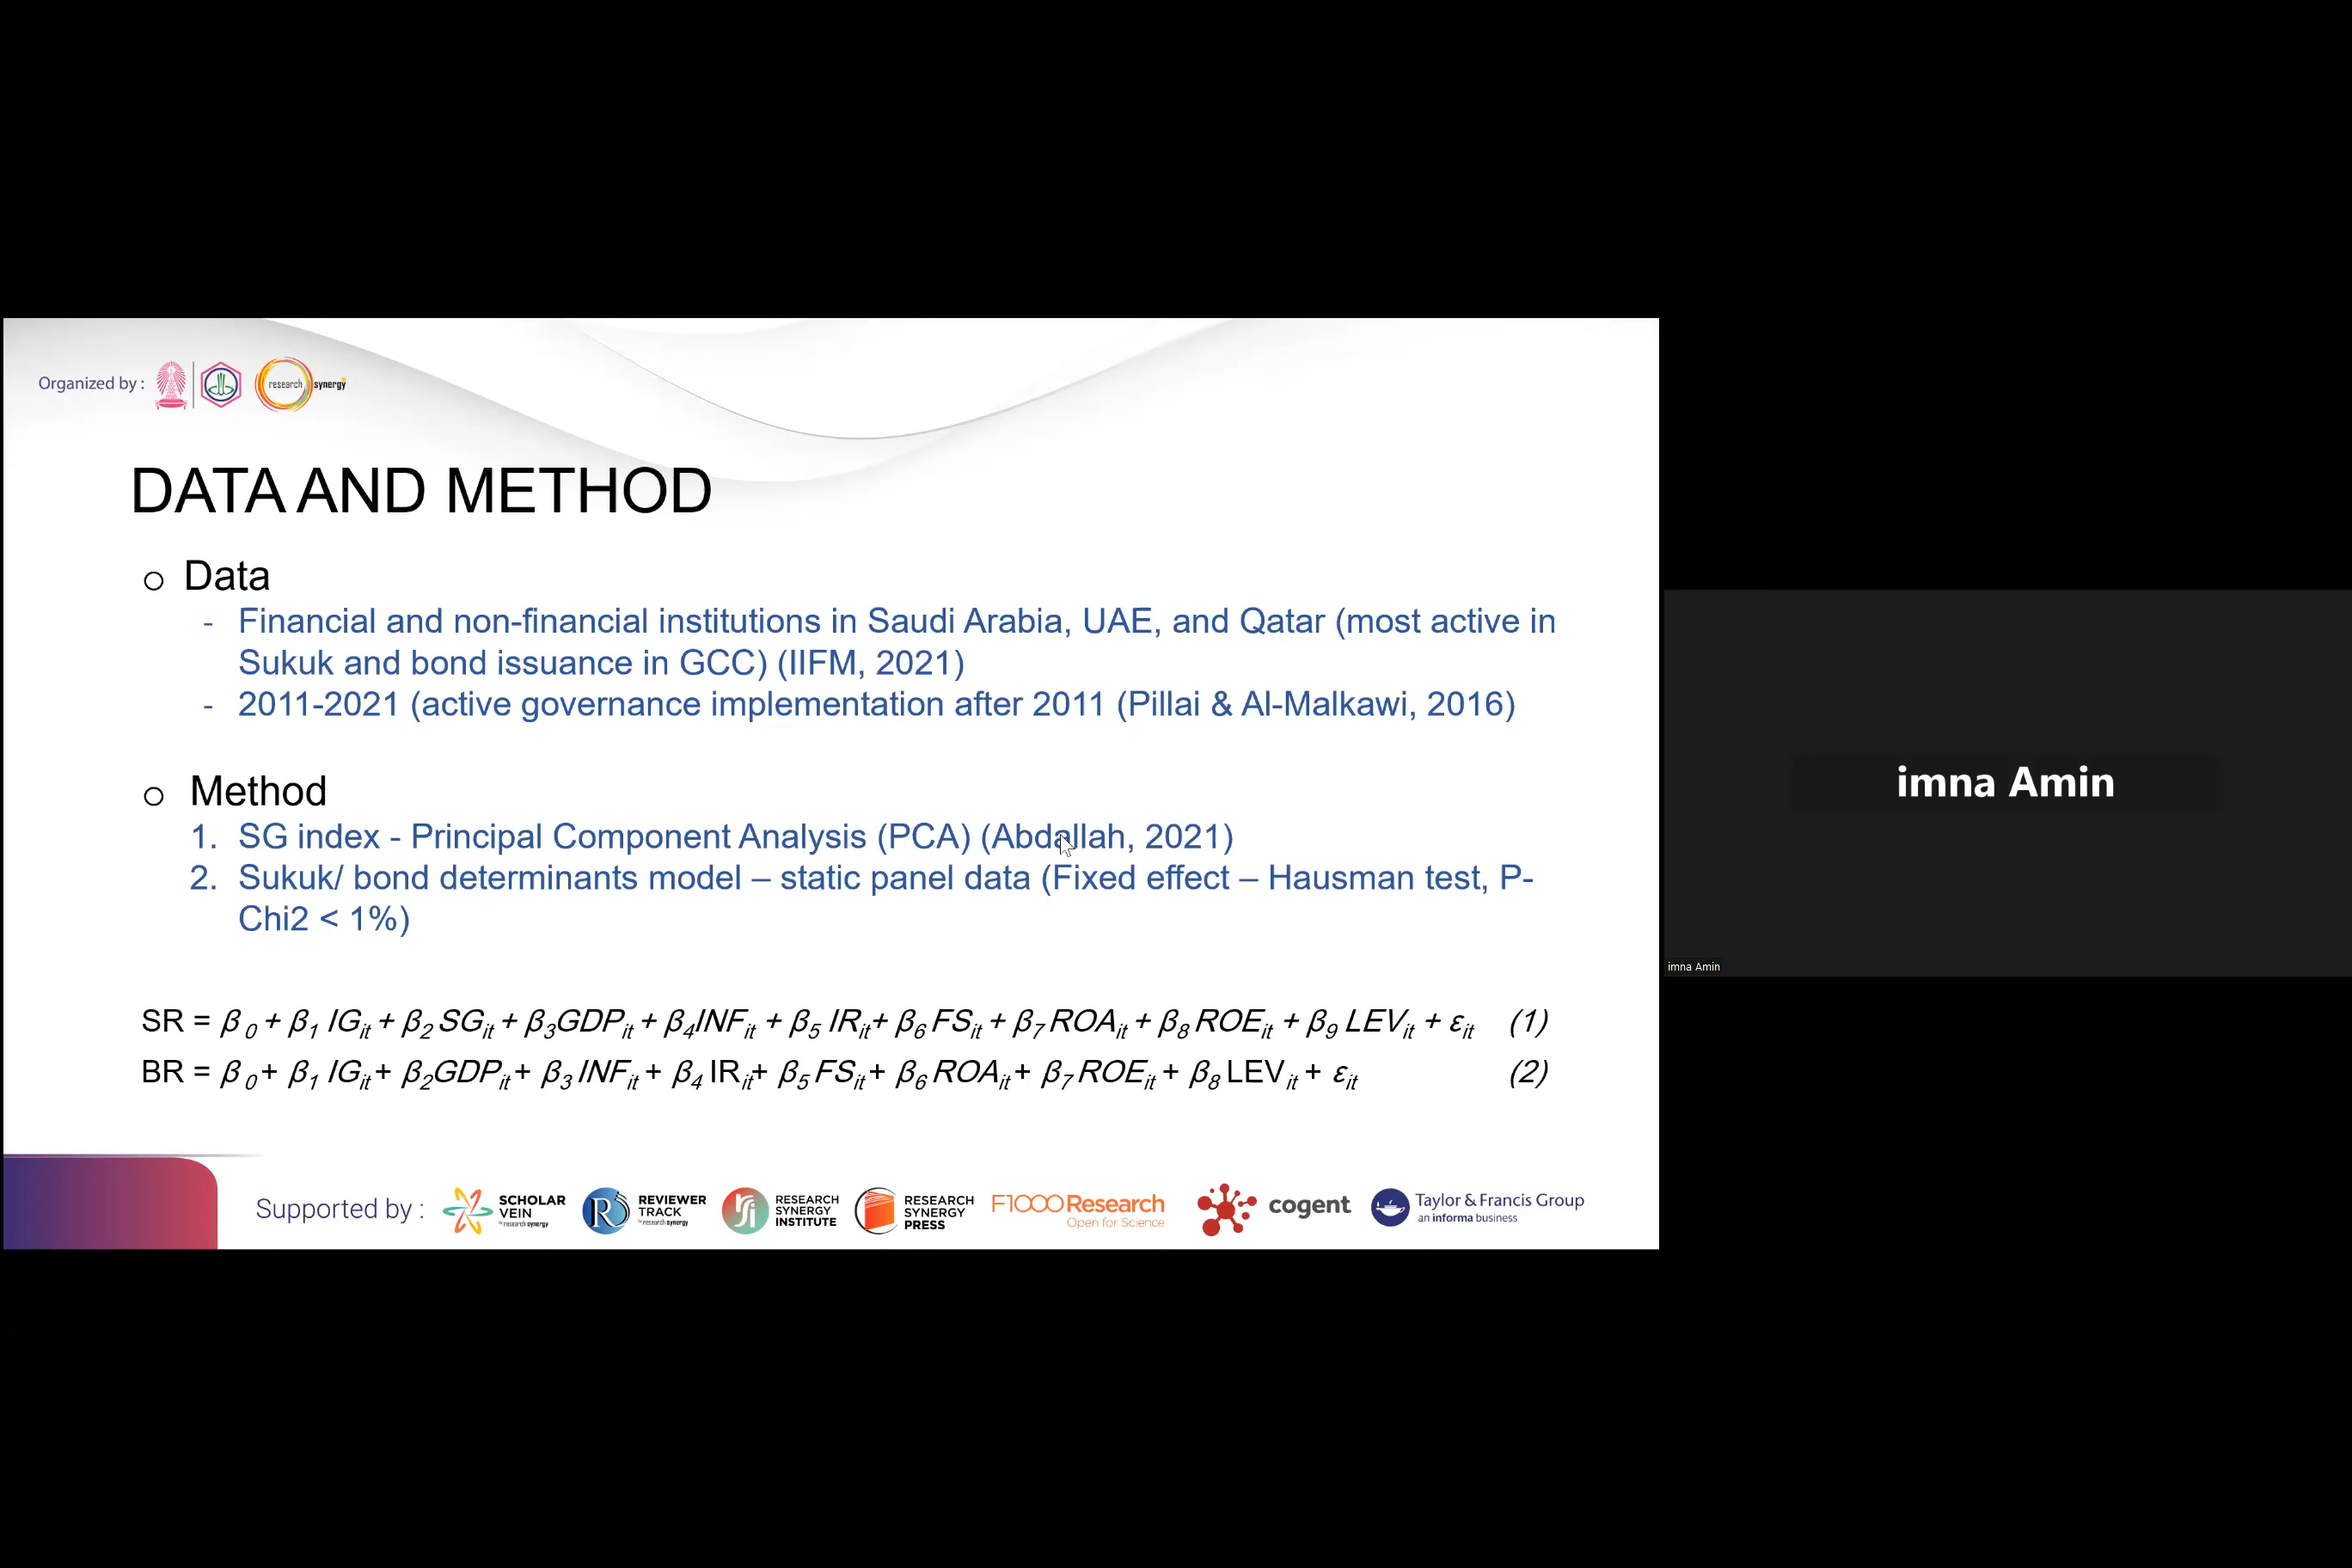 Organized by :
research synergy
DATA AND METHOD
Data
- Financial and non-financial institutions in Saudi Arabia, UAE, and Qatar (most active in
Sukuk and bond issuance in GCC) (IIFM, 2021)
- 2011-2021 (active governance implementation after 2011 (Pillai & Al-Malkawi, 2016)
Method
1. SG index - Principal Component Analysis (PCA) (Abdallah, 2021)
2. Sukuk/ bond determinants model – static panel data (Fixed effect – Hausman test, P-
Chi2 < 1%)
SR = β0 + β1 IGit + β2 SGit + β3GDPit + β4INFit + β5 IRit+ β6 FSit + β7 ROAit + β8 ROEit + β9 LEVit + εit (1)
BR = β0+ β1 IGit+ β2GDPit+ β3 INFit + β4 IRit+ β5 FSit+ β6 ROAit+ β7 ROEit+ β8 LEVit + εit (2)
imna Amin
imna Amin
Supported by :
SCHOLAR VEIN by research synergy
REVIEWER TRACK by research synergy
RESEARCH SYNERGY INSTITUTE
RESEARCH SYNERGY PRESS
F1000Research Open for Science
cogent
Taylor & Francis Group an informa business